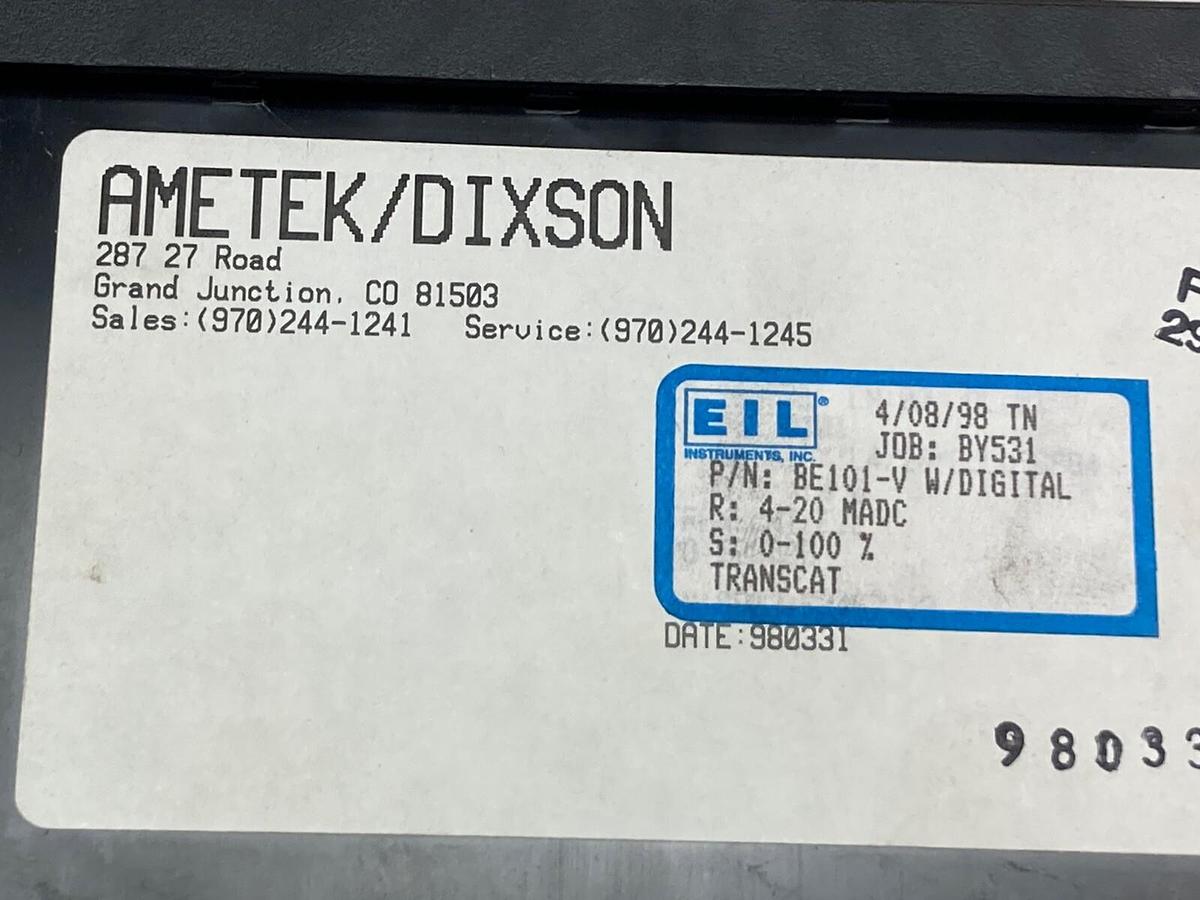 AMETEK/DIXSON
287 27 Road
Grand Junction, CO 81503
Sales:(970)244-1241 Service:(970)244-1245
EIL®
INSTRUMENTS, INC.
4/08/98 TN
JOB: BY531
P/N: BE101-V W/DIGITAL
R: 4-20 MADC
S: 0-100 %
TRANSCAT
DATE:980331